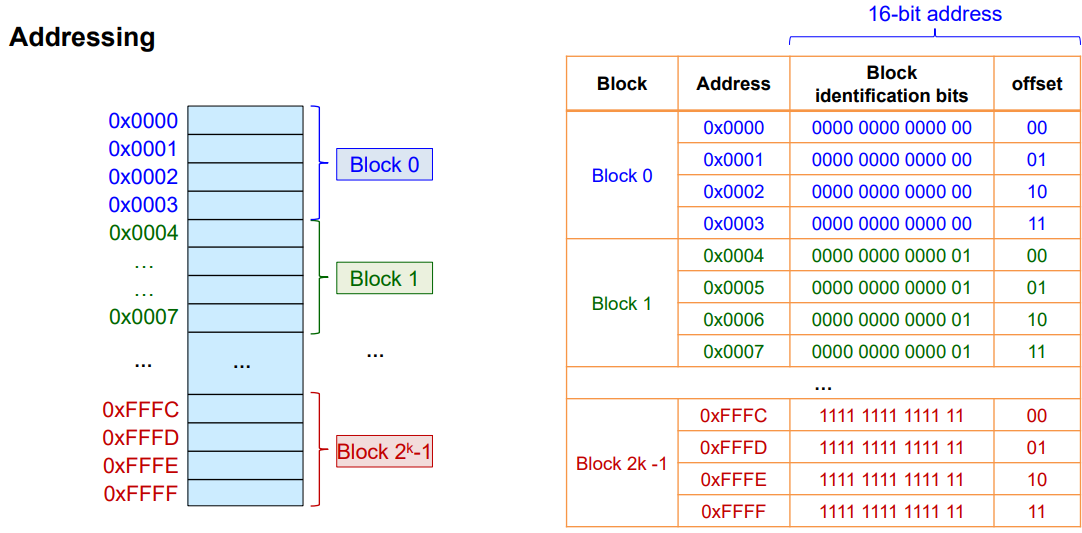 Addressing
0x0000
0x0001
0x0002
0x0003
0x0004
...
...
0x0007
...
0xFFFC
0xFFFD
0xFFFE
0xFFFF
...
Block 0
Block 1
...
Block 2ᵏ-1
16-bit address
Block Address Block identification bits offset
Block 0
0x0000 0000 0000 0000 00 00
0x0001 0000 0000 0000 00 01
0x0002 0000 0000 0000 00 10
0x0003 0000 0000 0000 00 11
Block 1
0x0004 0000 0000 0000 01 00
0x0005 0000 0000 0000 01 01
0x0006 0000 0000 0000 01 10
0x0007 0000 0000 0000 01 11
...
Block 2k -1
0xFFFC 1111 1111 1111 11 00
0xFFFD 1111 1111 1111 11 01
0xFFFE 1111 1111 1111 11 10
0xFFFF 1111 1111 1111 11 11